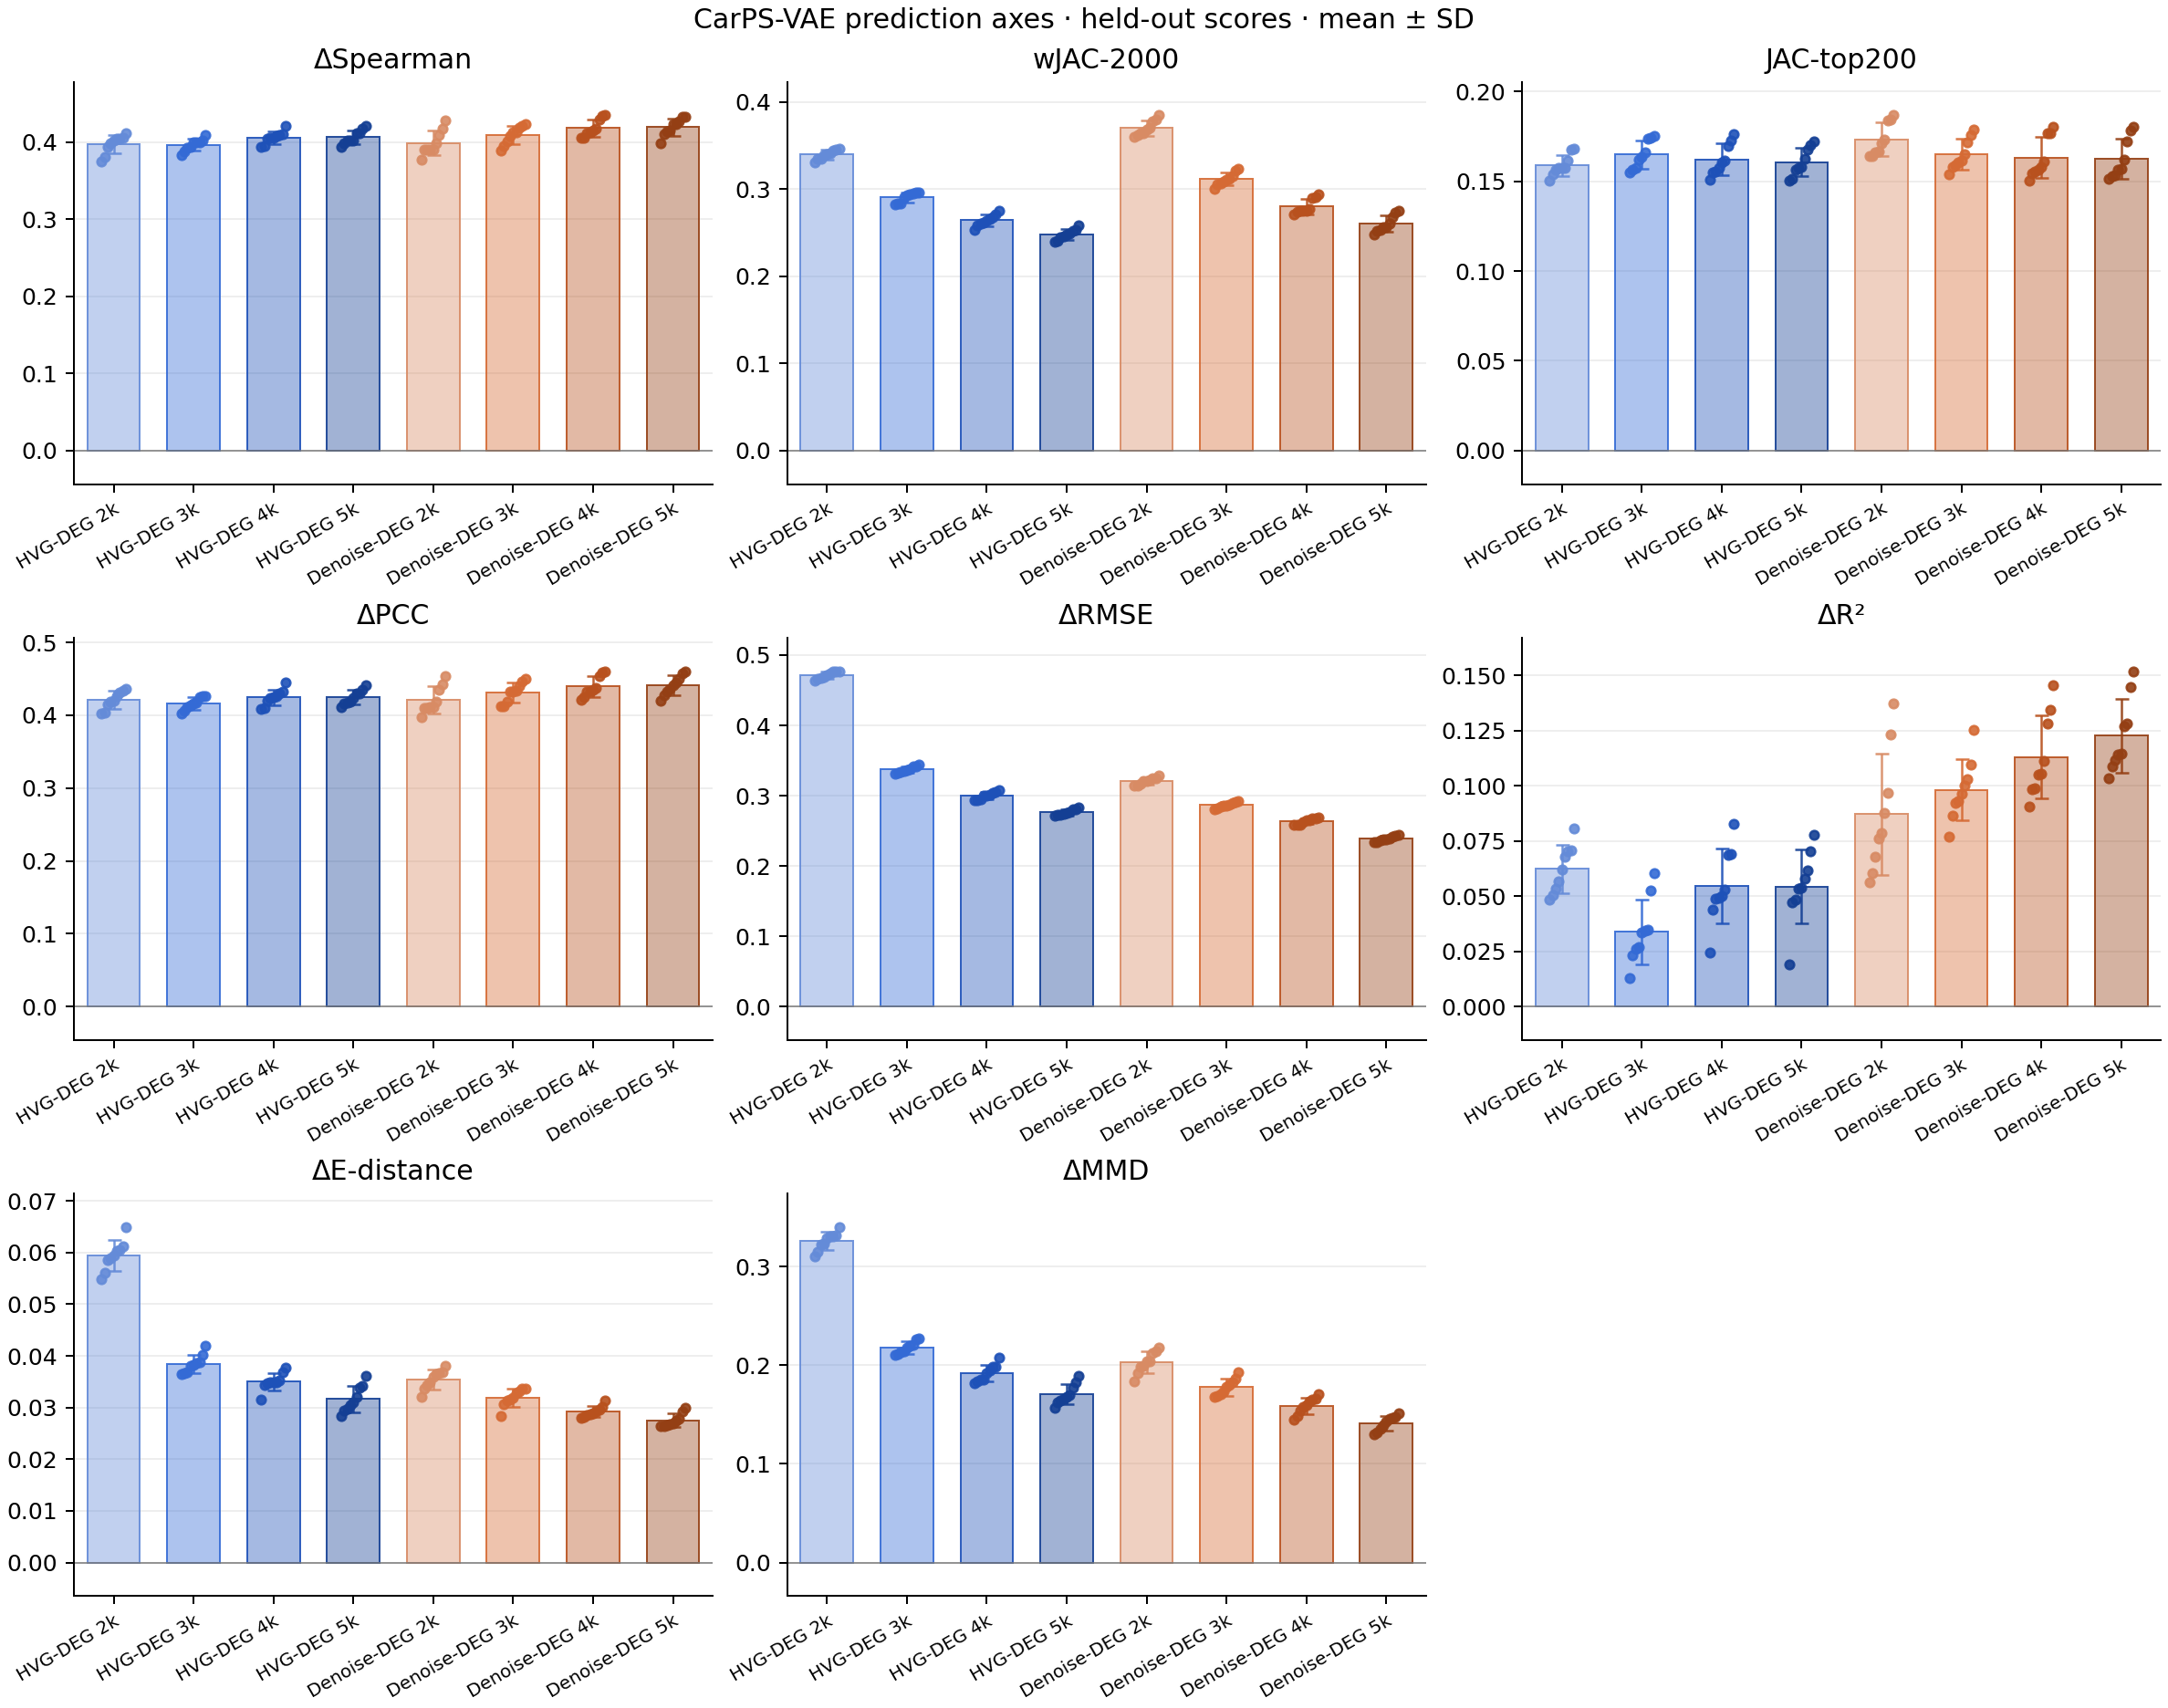 CarPS-VAE prediction axes · held-out scores · mean ± SD
ΔSpearman
0.4
0.3
0.2
0.1
0.0
HVG-DEG 2k
HVG-DEG 3k
HVG-DEG 4k
HVG-DEG 5k
Denoise-DEG 2k
Denoise-DEG 3k
Denoise-DEG 4k
Denoise-DEG 5k
wJAC-2000
0.4
0.3
0.2
0.1
0.0
HVG-DEG 2k
HVG-DEG 3k
HVG-DEG 4k
HVG-DEG 5k
Denoise-DEG 2k
Denoise-DEG 3k
Denoise-DEG 4k
Denoise-DEG 5k
JAC-top200
0.20
0.15
0.10
0.05
0.00
HVG-DEG 2k
HVG-DEG 3k
HVG-DEG 4k
HVG-DEG 5k
Denoise-DEG 2k
Denoise-DEG 3k
Denoise-DEG 4k
Denoise-DEG 5k
ΔPCC
0.5
0.4
0.3
0.2
0.1
0.0
HVG-DEG 2k
HVG-DEG 3k
HVG-DEG 4k
HVG-DEG 5k
Denoise-DEG 2k
Denoise-DEG 3k
Denoise-DEG 4k
Denoise-DEG 5k
ΔRMSE
0.5
0.4
0.3
0.2
0.1
0.0
HVG-DEG 2k
HVG-DEG 3k
HVG-DEG 4k
HVG-DEG 5k
Denoise-DEG 2k
Denoise-DEG 3k
Denoise-DEG 4k
Denoise-DEG 5k
ΔR²
0.150
0.125
0.100
0.075
0.050
0.025
0.000
HVG-DEG 2k
HVG-DEG 3k
HVG-DEG 4k
HVG-DEG 5k
Denoise-DEG 2k
Denoise-DEG 3k
Denoise-DEG 4k
Denoise-DEG 5k
ΔE-distance
0.07
0.06
0.05
0.04
0.03
0.02
0.01
0.00
HVG-DEG 2k
HVG-DEG 3k
HVG-DEG 4k
HVG-DEG 5k
Denoise-DEG 2k
Denoise-DEG 3k
Denoise-DEG 4k
Denoise-DEG 5k
ΔMMD
0.3
0.2
0.1
0.0
HVG-DEG 2k
HVG-DEG 3k
HVG-DEG 4k
HVG-DEG 5k
Denoise-DEG 2k
Denoise-DEG 3k
Denoise-DEG 4k
Denoise-DEG 5k